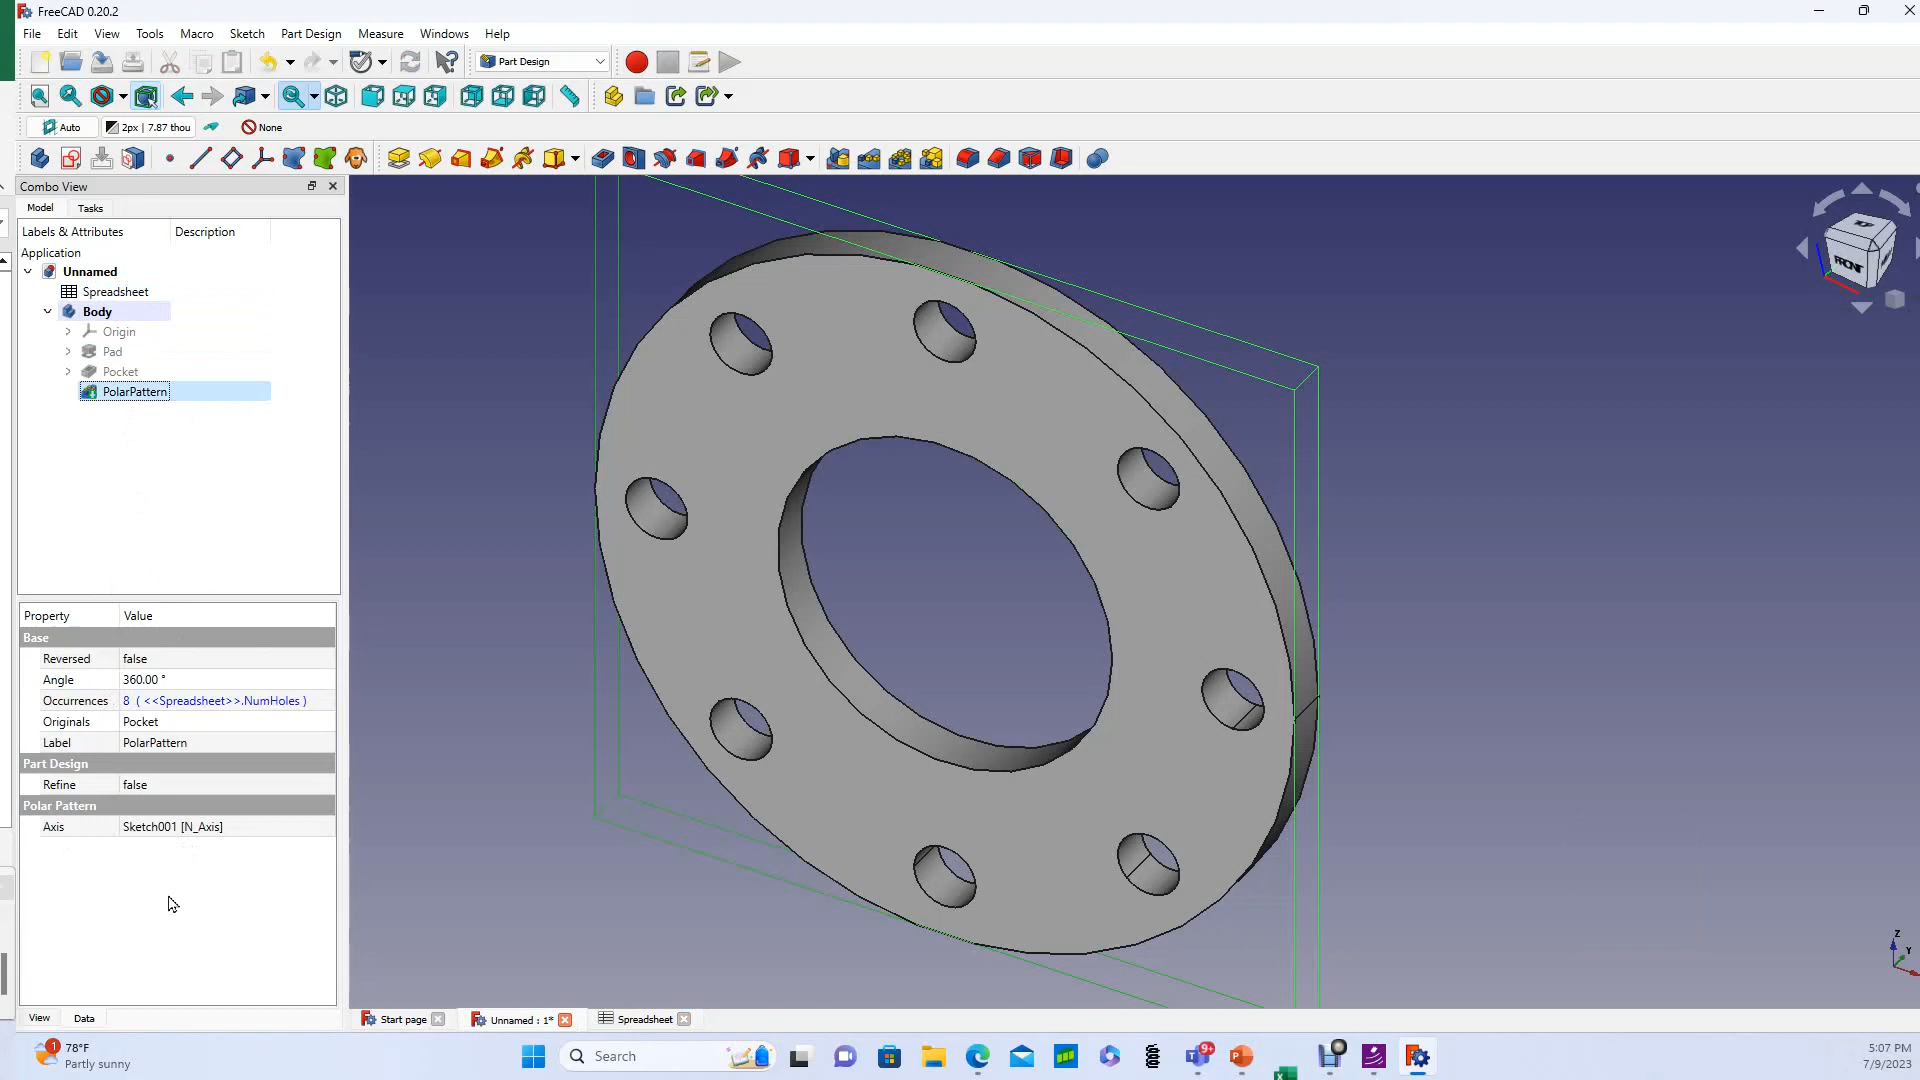 FreeCAD 0.20.2
File Edit View Tools Macro Sketch Part Design Measure Windows Help
Part Design
Auto 2px | 7.87 thou None
Combo View
Model Tasks
Labels & Attributes Description
Application
Unnamed
Spreadsheet
Body
Origin
Pad
Pocket
PolarPattern
Property Value
Base
Reversed false
Angle 360.00 °
Occurrences 8 ( <<Spreadsheet>>.NumHoles )
Originals Pocket
Label PolarPattern
Part Design
Refine false
Polar Pattern
Axis Sketch001 [N_Axis]
View Data
TOP
FRONT
Z
Y
Start page Unnamed : 1* Spreadsheet
1
78°F
Partly sunny
Search
9+
5:07 PM
7/9/2023